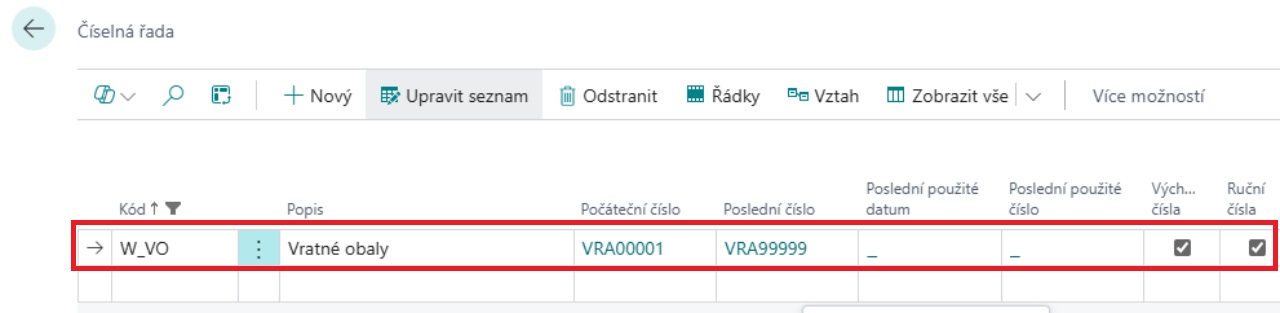 Číselná řada
Nový Upravit seznam Odstranit Řádky Vztah Zobrazit vše Více možností
Poslední použité Poslední použité Vých... Ruční
Kód ↑ Popis Počáteční číslo Poslední číslo datum číslo čísla čísla
→ W_VO ⋮ Vratné obaly VRA00001 VRA99999 _ _